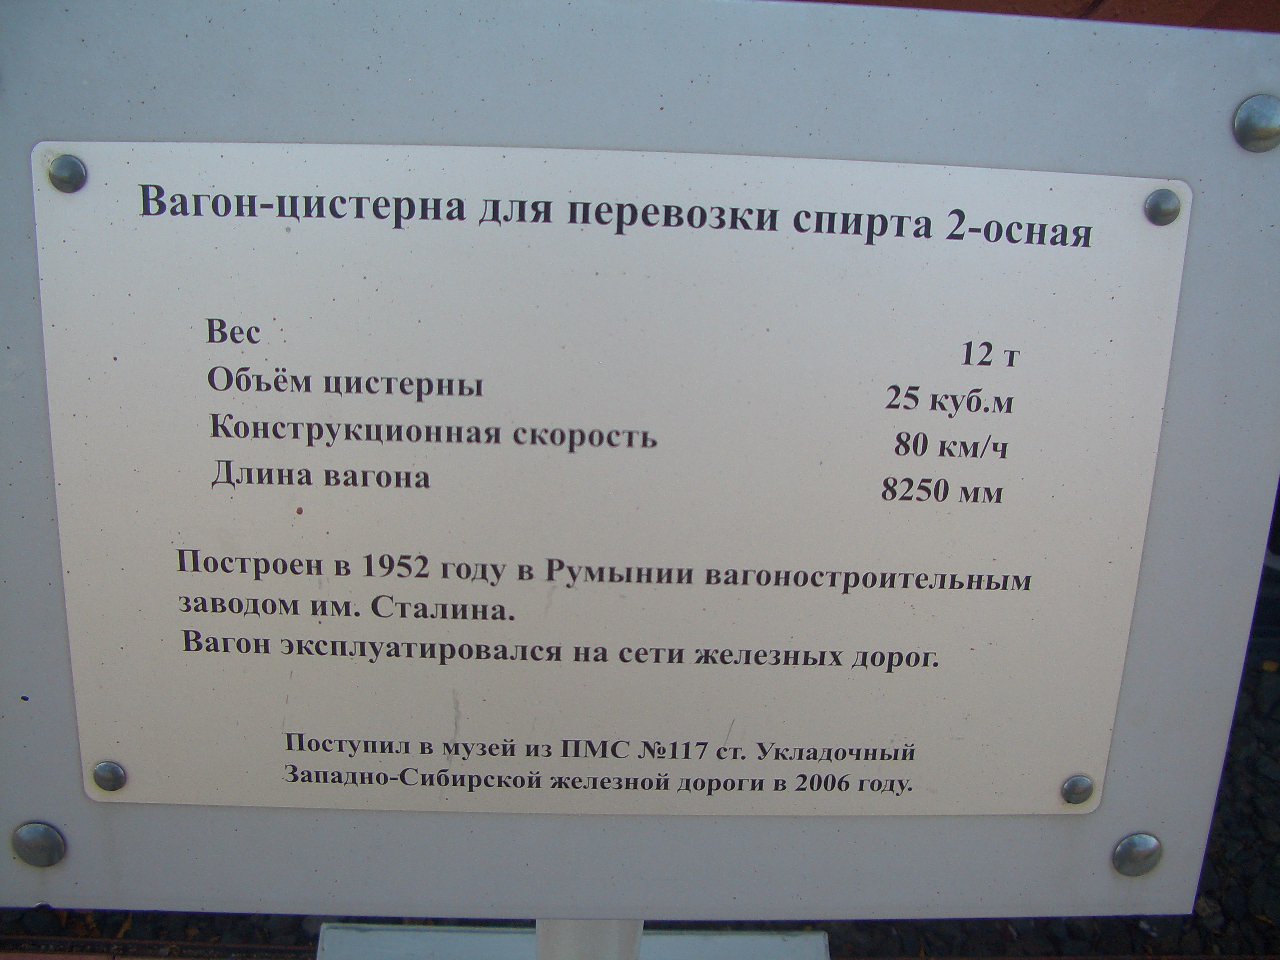 Вагон-цистерна для перевозки спирта 2-осная
Вес 12 т
Объём цистерны 25 куб.м
Конструкционная скорость 80 км/ч
Длина вагона 8250 мм
Построен в 1952 году в Румынии вагоностроительным
заводом им. Сталина.
Вагон эксплуатировался на сети железных дорог.
Поступил в музей из ПМС №117 ст. Укладочный
Западно-Сибирской железной дороги в 2006 году.